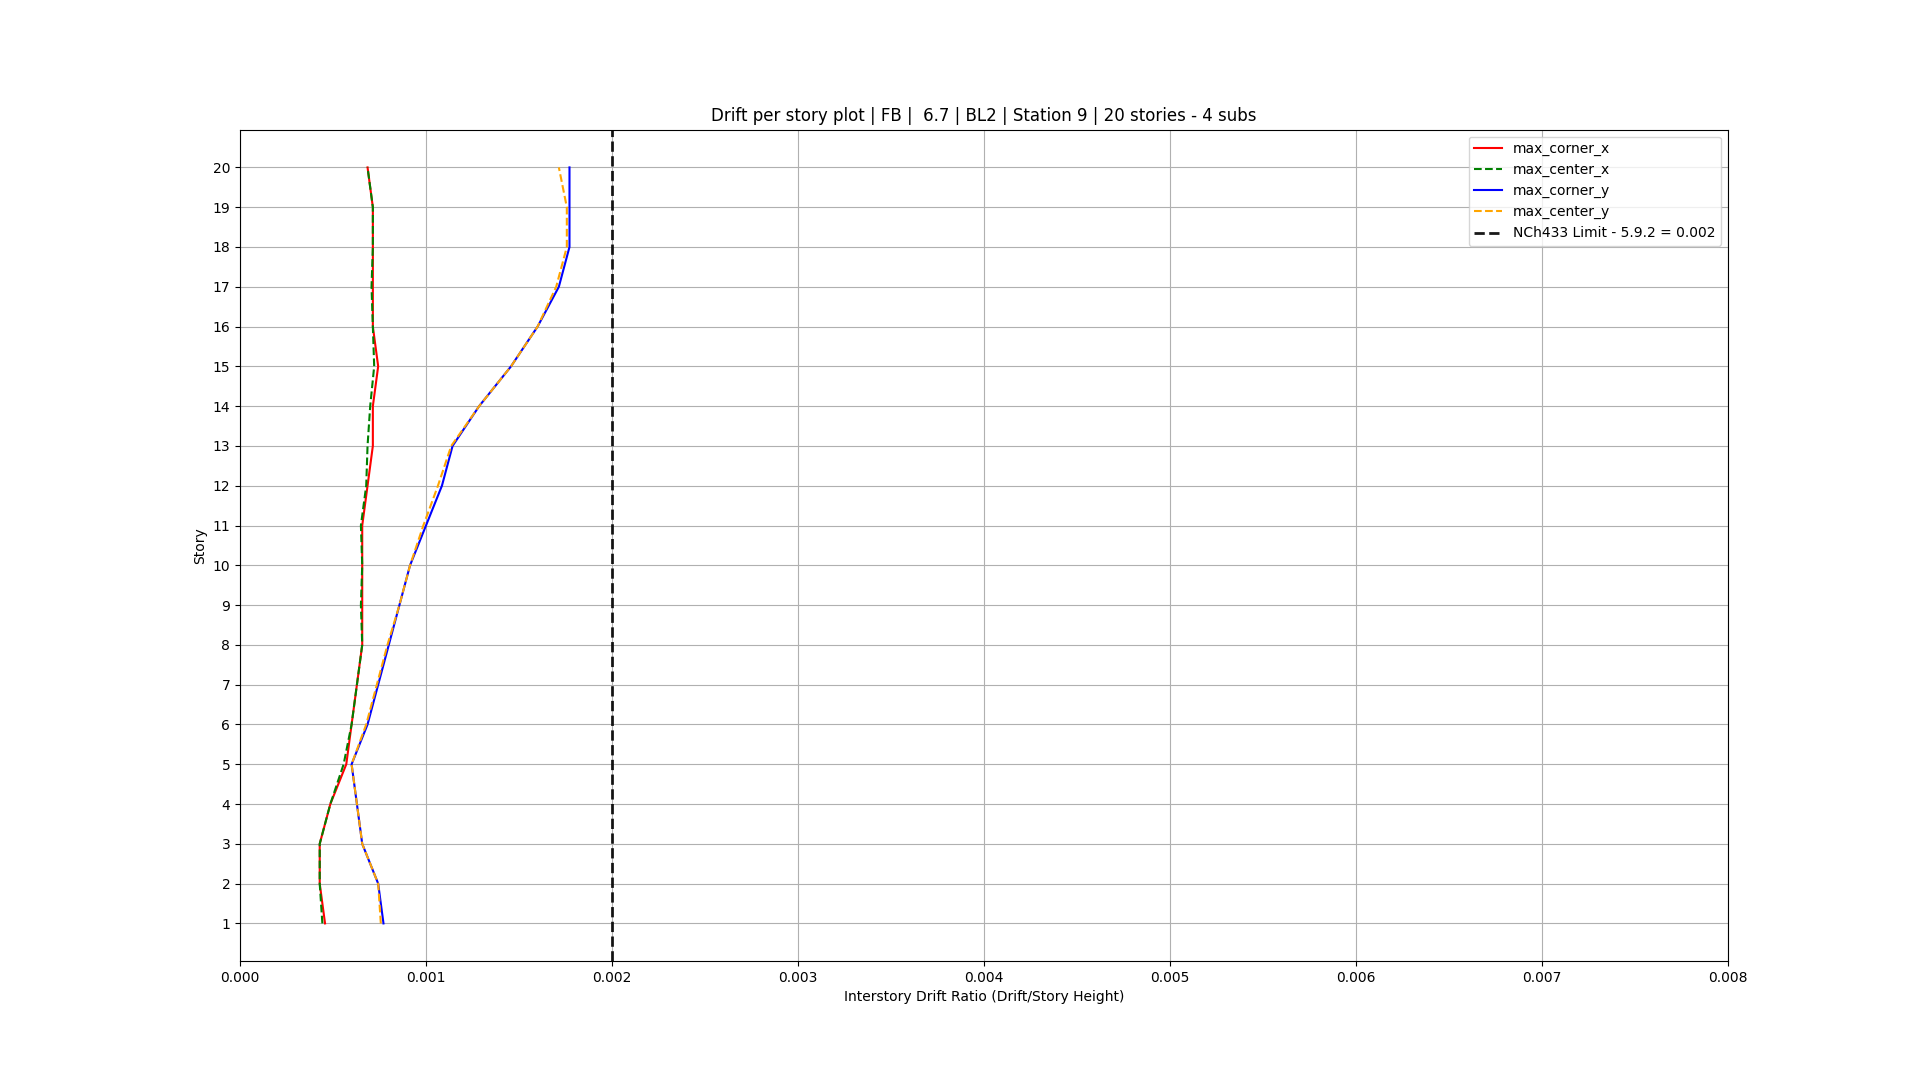 Drift per story plot | FB |  6.7 | BL2 | Station 9 | 20 stories - 4 subs
max_corner_x
max_center_x
max_corner_y
max_center_y
NCh433 Limit - 5.9.2 = 0.002
Story
20
19
18
17
16
15
14
13
12
11
10
9
8
7
6
5
4
3
2
1
0.000 0.001 0.002 0.003 0.004 0.005 0.006 0.007 0.008
Interstory Drift Ratio (Drift/Story Height)